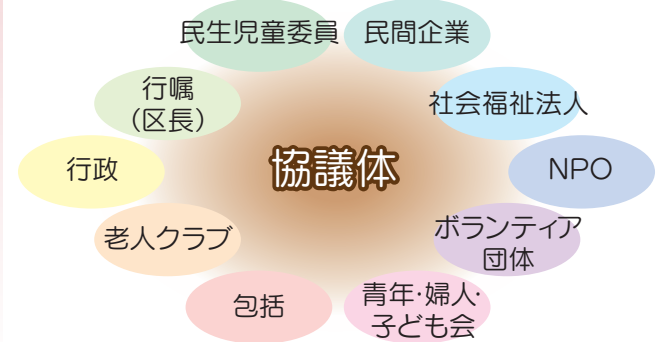 民生児童委員
民間企業
行嘱
(区長)
社会福祉法人
行政
協議体
NPO
老人クラブ
ボランティア
団体
包括
青年・婦人・
子ども会